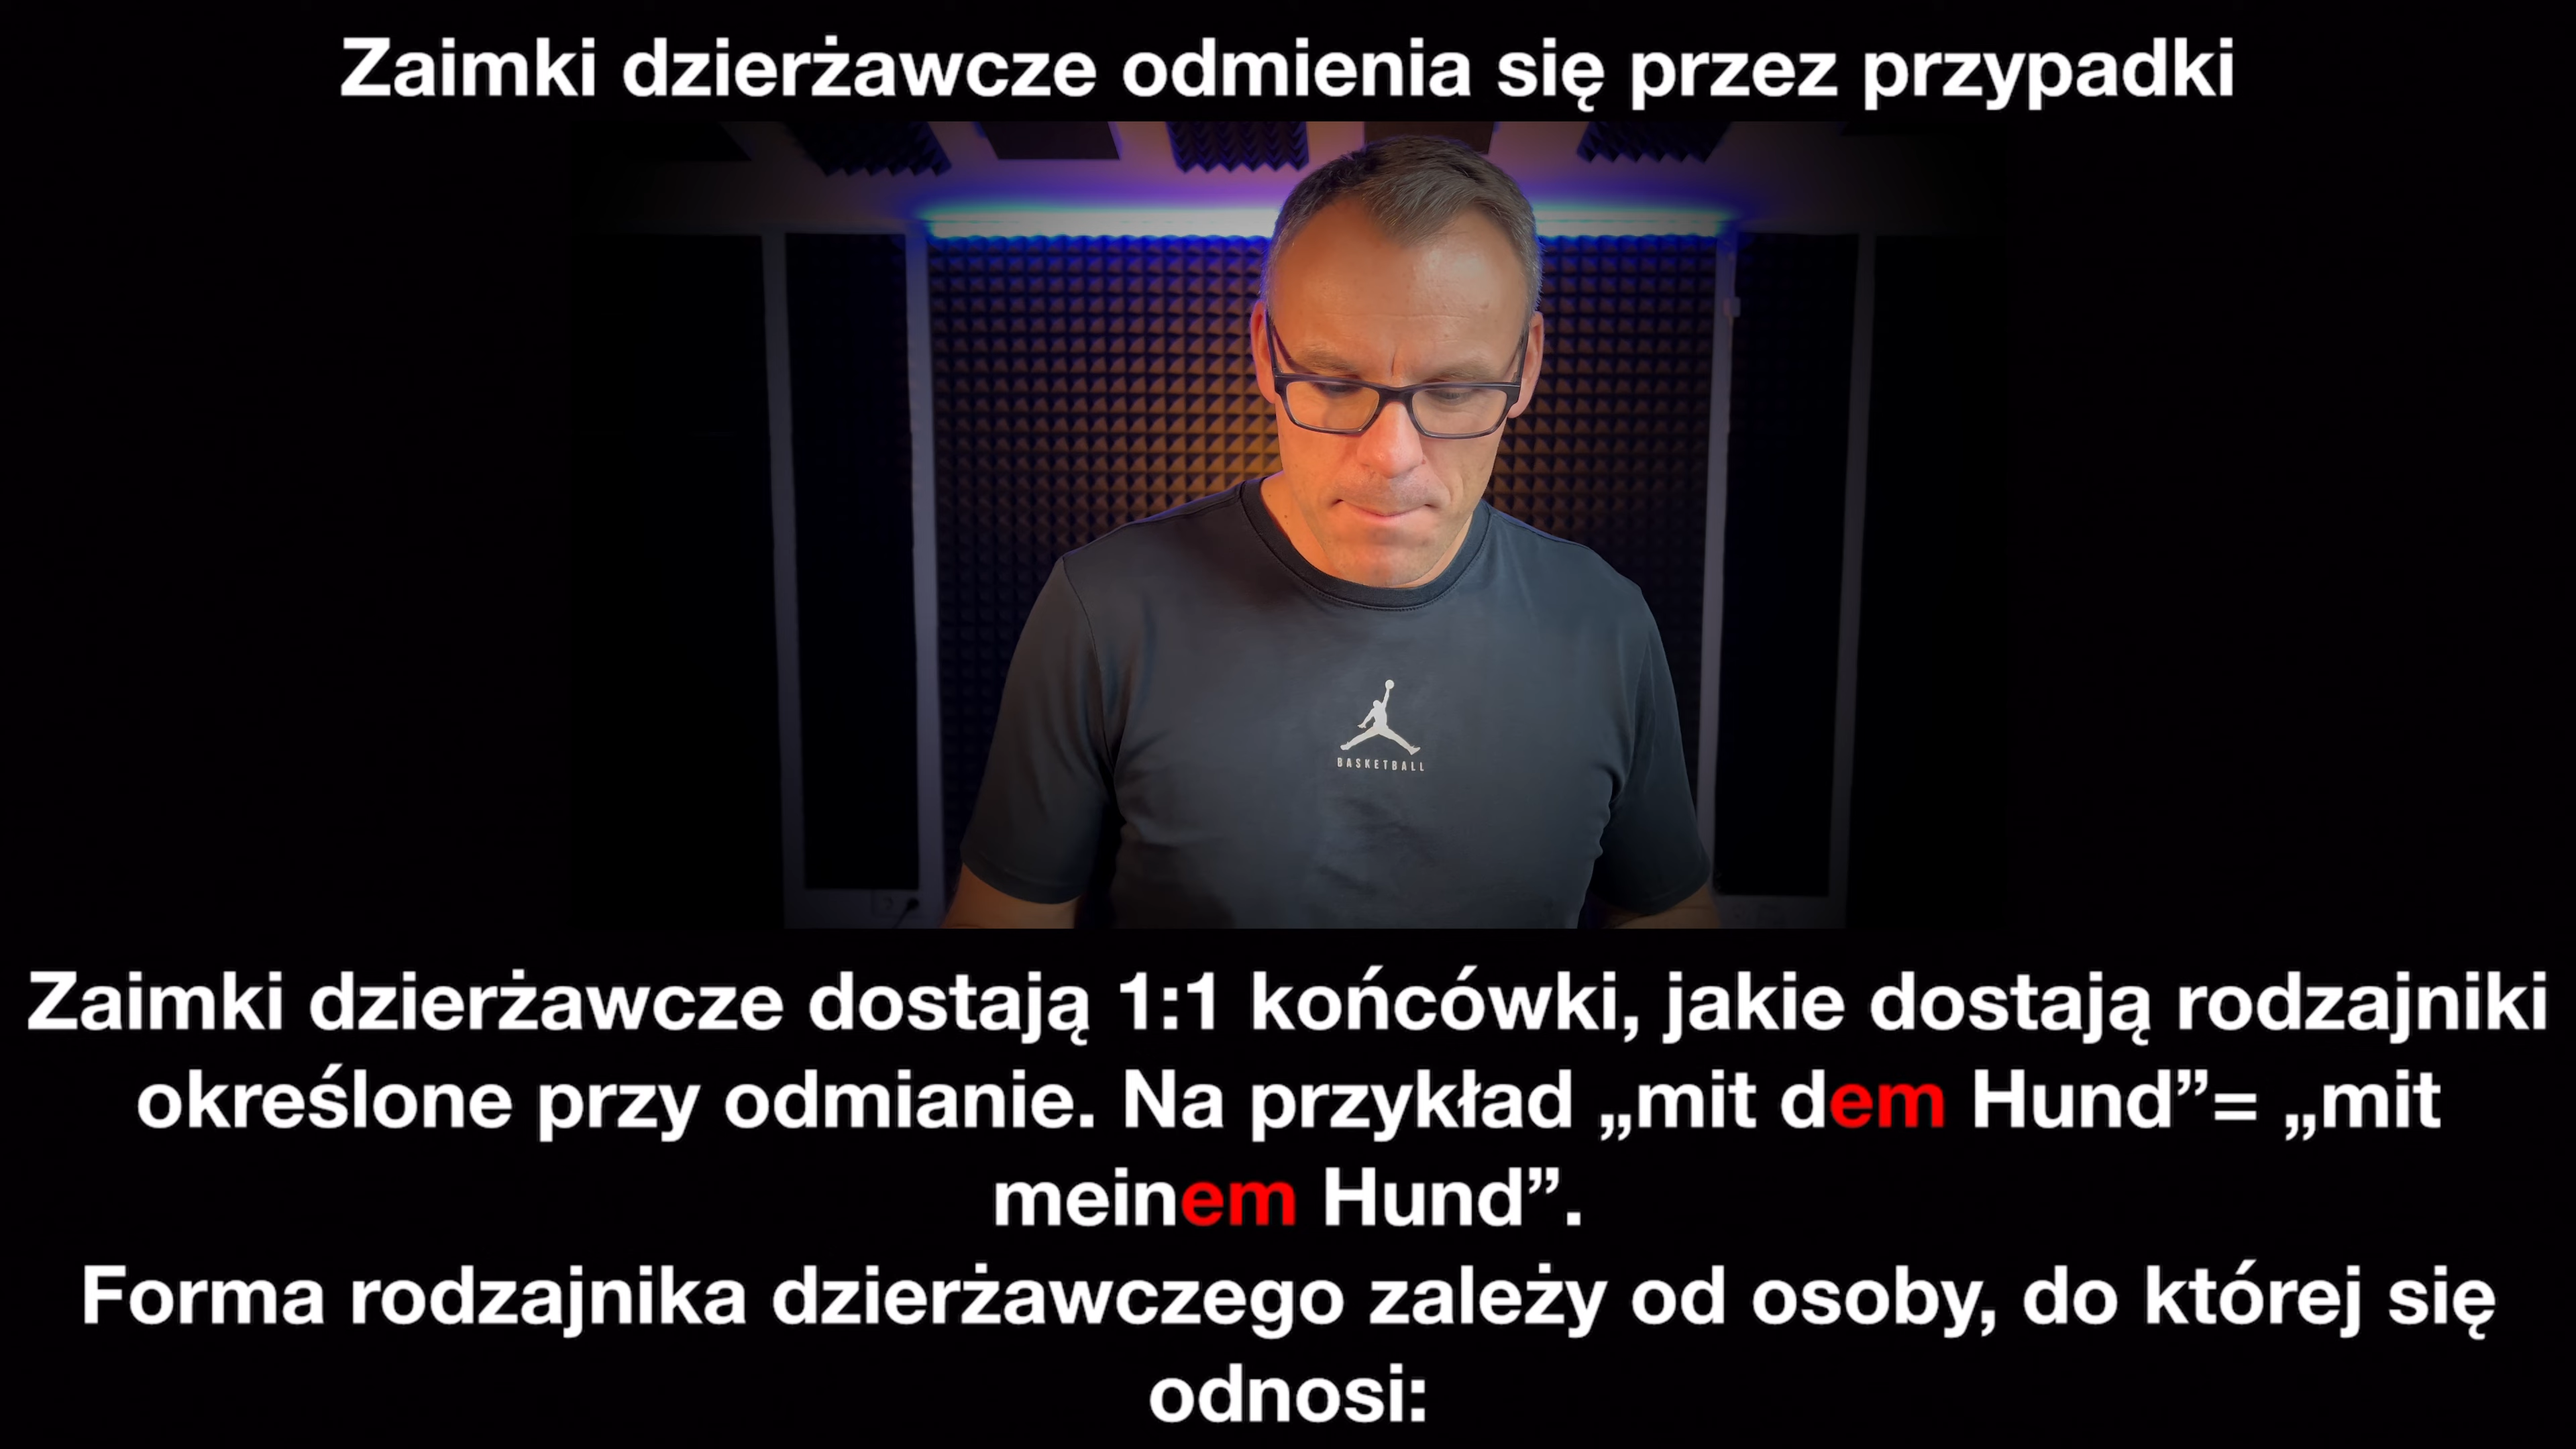 Zaimki dzierżawcze odmienia się przez przypadki
BASKETBALL
Zaimki dzierżawcze dostają 1:1 końcówki, jakie dostają rodzajniki
określone przy odmianie. Na przykład „mit dem Hund”= „mit
meinem Hund”.
Forma rodzajnika dzierżawczego zależy od osoby, do której się
odnosi: